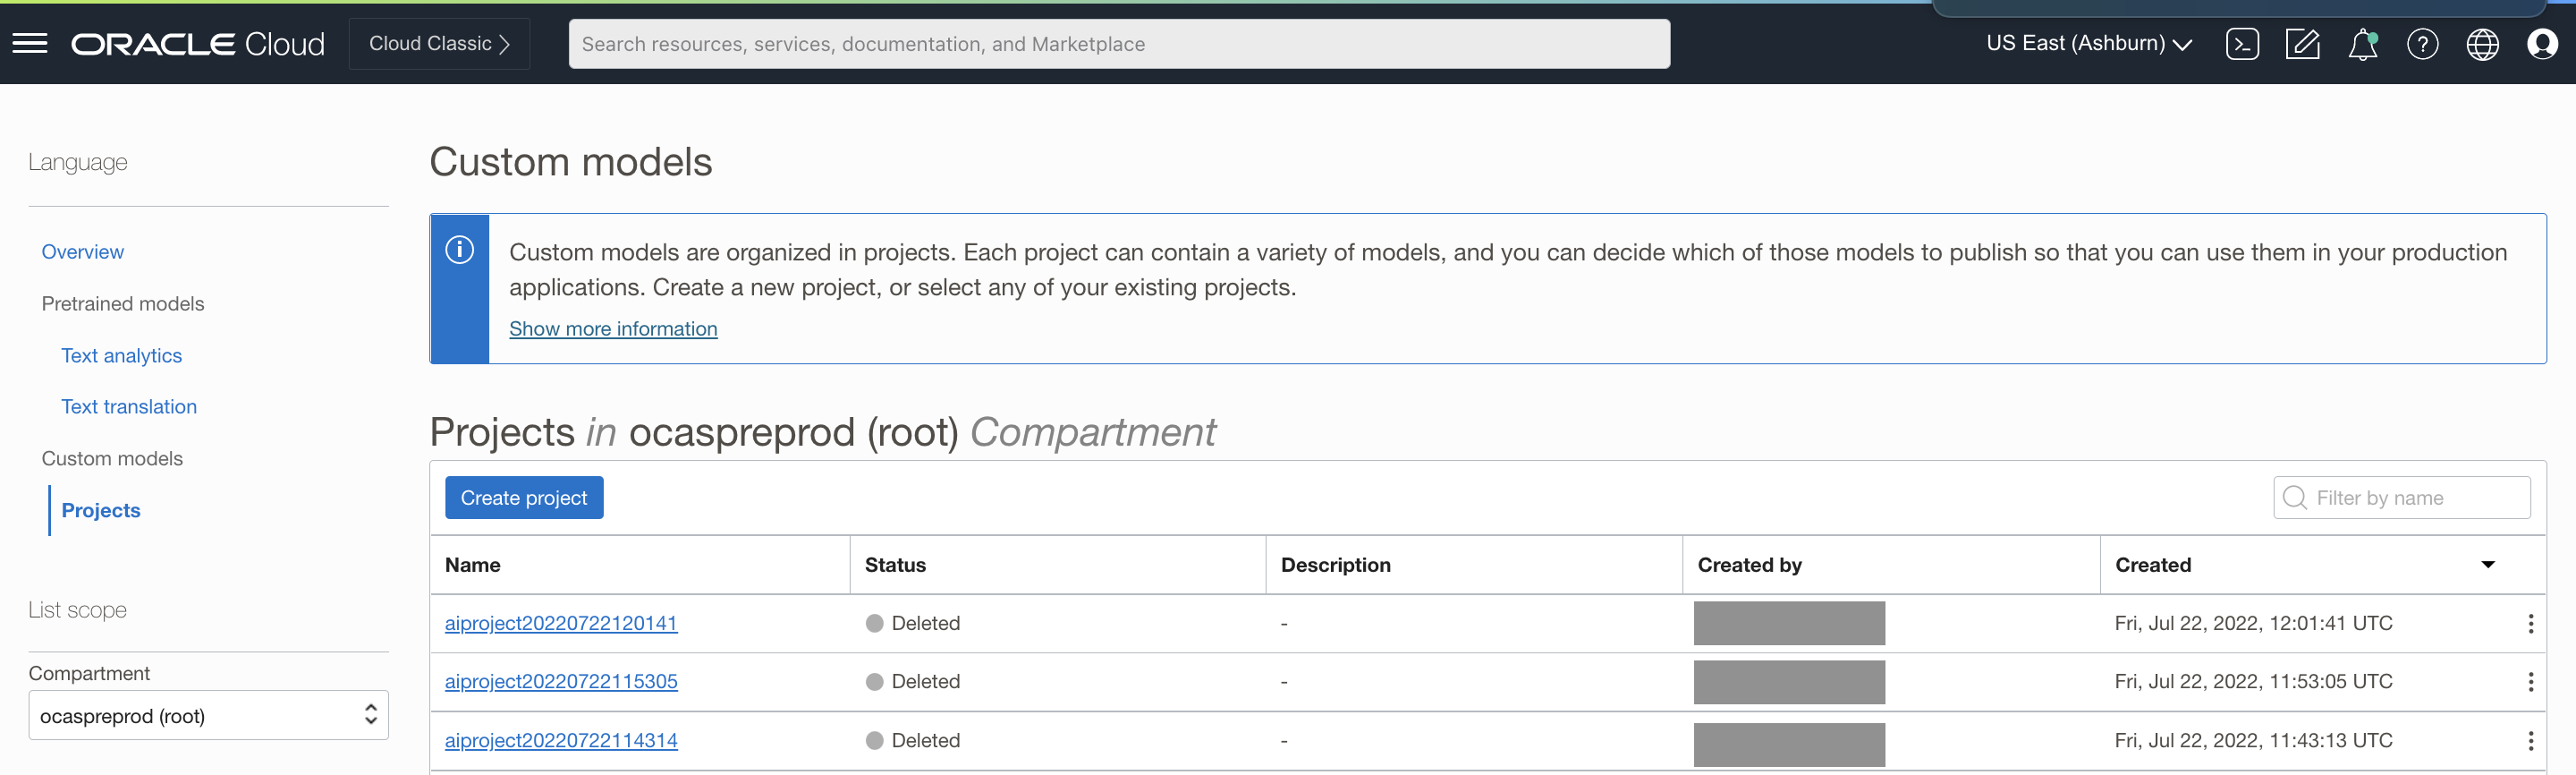 ORACLE Cloud
Cloud Classic
Search resources, services, documentation, and Marketplace
US East (Ashburn)
Language
Overview
Pretrained models
Text analytics
Text translation
Custom models
Projects
List scope
Compartment
ocaspreprod (root)
Custom models
Custom models are organized in projects. Each project can contain a variety of models, and you can decide which of those models to publish so that you can use them in your production
applications. Create a new project, or select any of your existing projects.
Show more information
Projects in ocaspreprod (root) Compartment
Create project
Filter by name
Name Status Description Created by Created
aiproject20220722120141 Deleted - Fri, Jul 22, 2022, 12:01:41 UTC
aiproject20220722115305 Deleted - Fri, Jul 22, 2022, 11:53:05 UTC
aiproject20220722114314 Deleted - Fri, Jul 22, 2022, 11:43:13 UTC